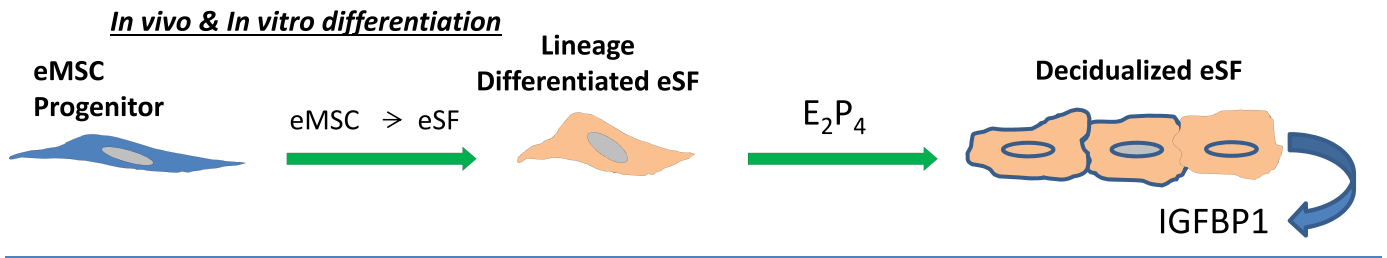 In vivo & In vitro differentiation
eMSC
Progenitor
eMSC > eSF
Lineage
Differentiated eSF
E₂P₄
Decidualized eSF
IGFBP1